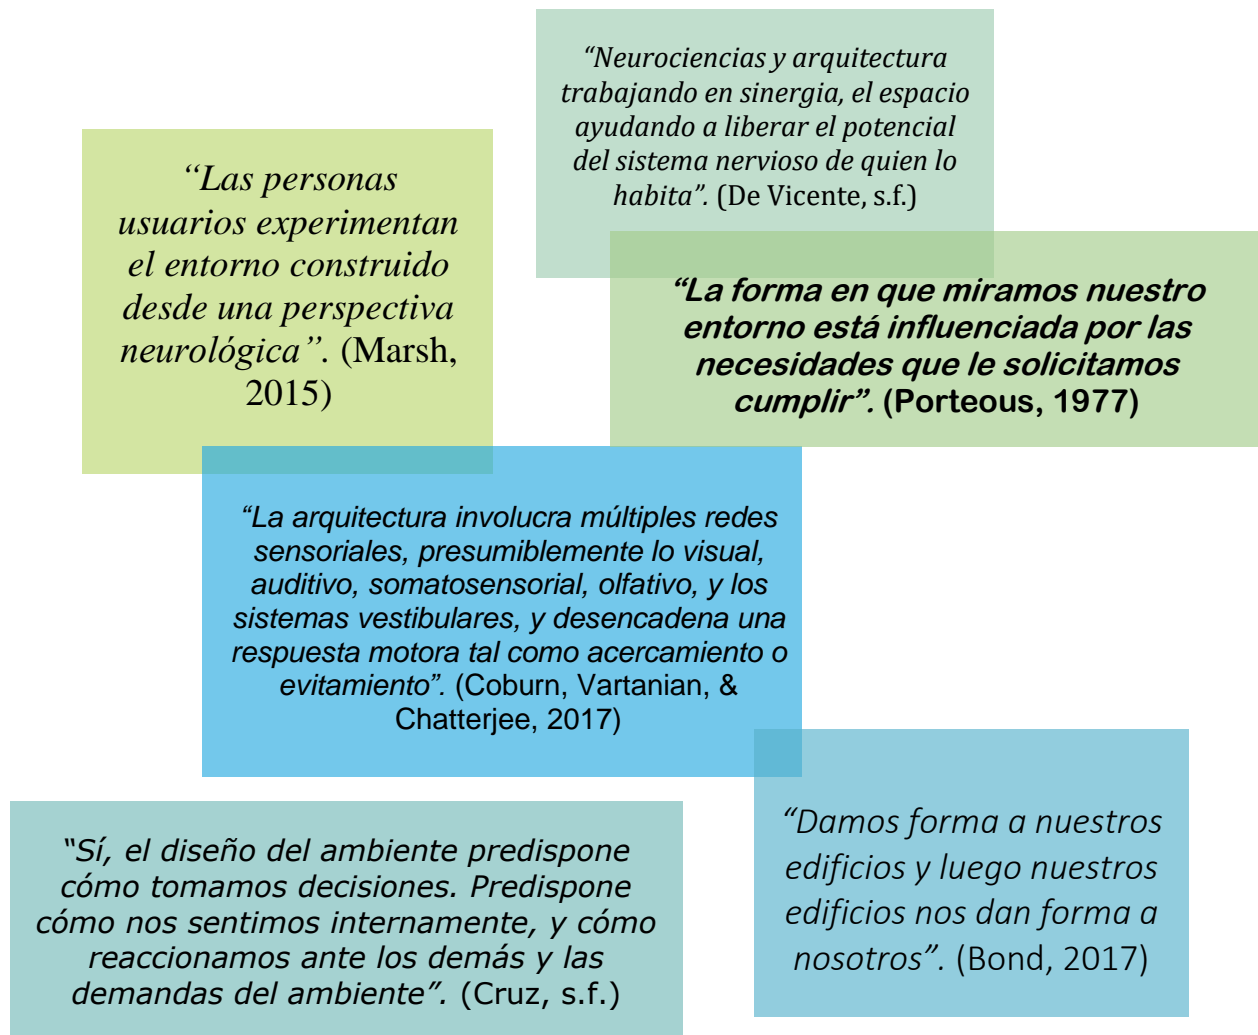 “Neurociencias y arquitectura
trabajando en sinergia, el espacio
ayudando a liberar el potencial
del sistema nervioso de quien lo
habita”. (De Vicente, s.f.)
“Las personas
usuarios experimentan
el entorno construido
desde una perspectiva
neurológica”. (Marsh,
2015)
“La forma en que miramos nuestro
entorno está influenciada por las
necesidades que le solicitamos
cumplir”. (Porteous, 1977)
“La arquitectura involucra múltiples redes
sensoriales, presumiblemente lo visual,
auditivo, somatosensorial, olfativo, y los
sistemas vestibulares, y desencadena una
respuesta motora tal como acercamiento o
evitamiento”. (Coburn, Vartanian, &
Chatterjee, 2017)
“Damos forma a nuestros
edificios y luego nuestros
edificios nos dan forma a
nosotros”. (Bond, 2017)
“Sí, el diseño del ambiente predispone
cómo tomamos decisiones. Predispone
cómo nos sentimos internamente, y cómo
reaccionamos ante los demás y las
demandas del ambiente”. (Cruz, s.f.)